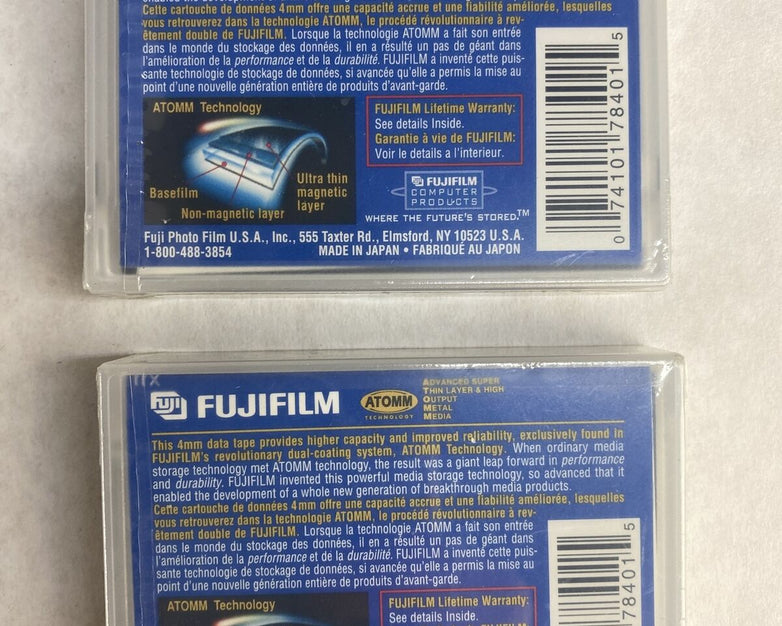 Cette cartouche de données 4mm offre une capacité accrue et une fiabilité améliorée, lesquelles
vous retrouverez dans la technologie ATOMM, le procédé révolutionnaire à rev-
êtement double de FUJIFILM. Lorsque la technologie ATOMM a fait son entrée
dans le monde du stockage des données, il en a résulté un pas de géant dans
l'amélioration de la performance et de la durabilité. FUJIFILM a inventé cette puis-
sante technologie de stockage de données, si avancée qu'elle a permis la mise au
point d'une nouvelle génération entière de produits d'avant-garde.
ATOMM Technology
Basefilm
Non-magnetic layer
Ultra thin
magnetic
layer
FUJIFILM Lifetime Warranty:
See details Inside.
Garantie à vie de FUJIFILM:
Voir le details a l'interieur.
FUJIFILM
COMPUTER
PRODUCTS
WHERE THE FUTURE'S STORED.™
Fuji Photo Film U.S.A., Inc., 555 Taxter Rd., Elmsford, NY 10523 U.S.A.
1-800-488-3854 MADE IN JAPAN • FABRIQUÉ AU JAPON
0 74101 78401 5
Fuji FUJIFILM
ATOMM
TECHNOLOGY
ADVANCED SUPER
THIN LAYER & HIGH
OUTPUT
METAL
MEDIA
This 4mm data tape provides higher capacity and improved reliability, exclusively found in
FUJIFILM's revolutionary dual-coating system, ATOMM Technology. When ordinary media
storage technology met ATOMM technology, the result was a giant leap forward in performance
and durability. FUJIFILM invented this powerful media storage technology, so advanced that it
enabled the development of a whole new generation of breakthrough media products.
Cette cartouche de données 4mm offre une capacité accrue et une fiabilité améliorée, lesquelles
vous retrouverez dans la technologie ATOMM, le procédé révolutionnaire à rev-
êtement double de FUJIFILM. Lorsque la technologie ATOMM a fait son entrée
dans le monde du stockage des données, il en a résulté un pas de géant dans
l'amélioration de la performance et de la durabilité. FUJIFILM a inventé cette puis-
sante technologie de stockage de données, si avancée qu'elle a permis la mise au
point d'une nouvelle génération entière de produits d'avant-garde.
ATOMM Technology
FUJIFILM Lifetime Warranty:
See details Inside.
78401 5